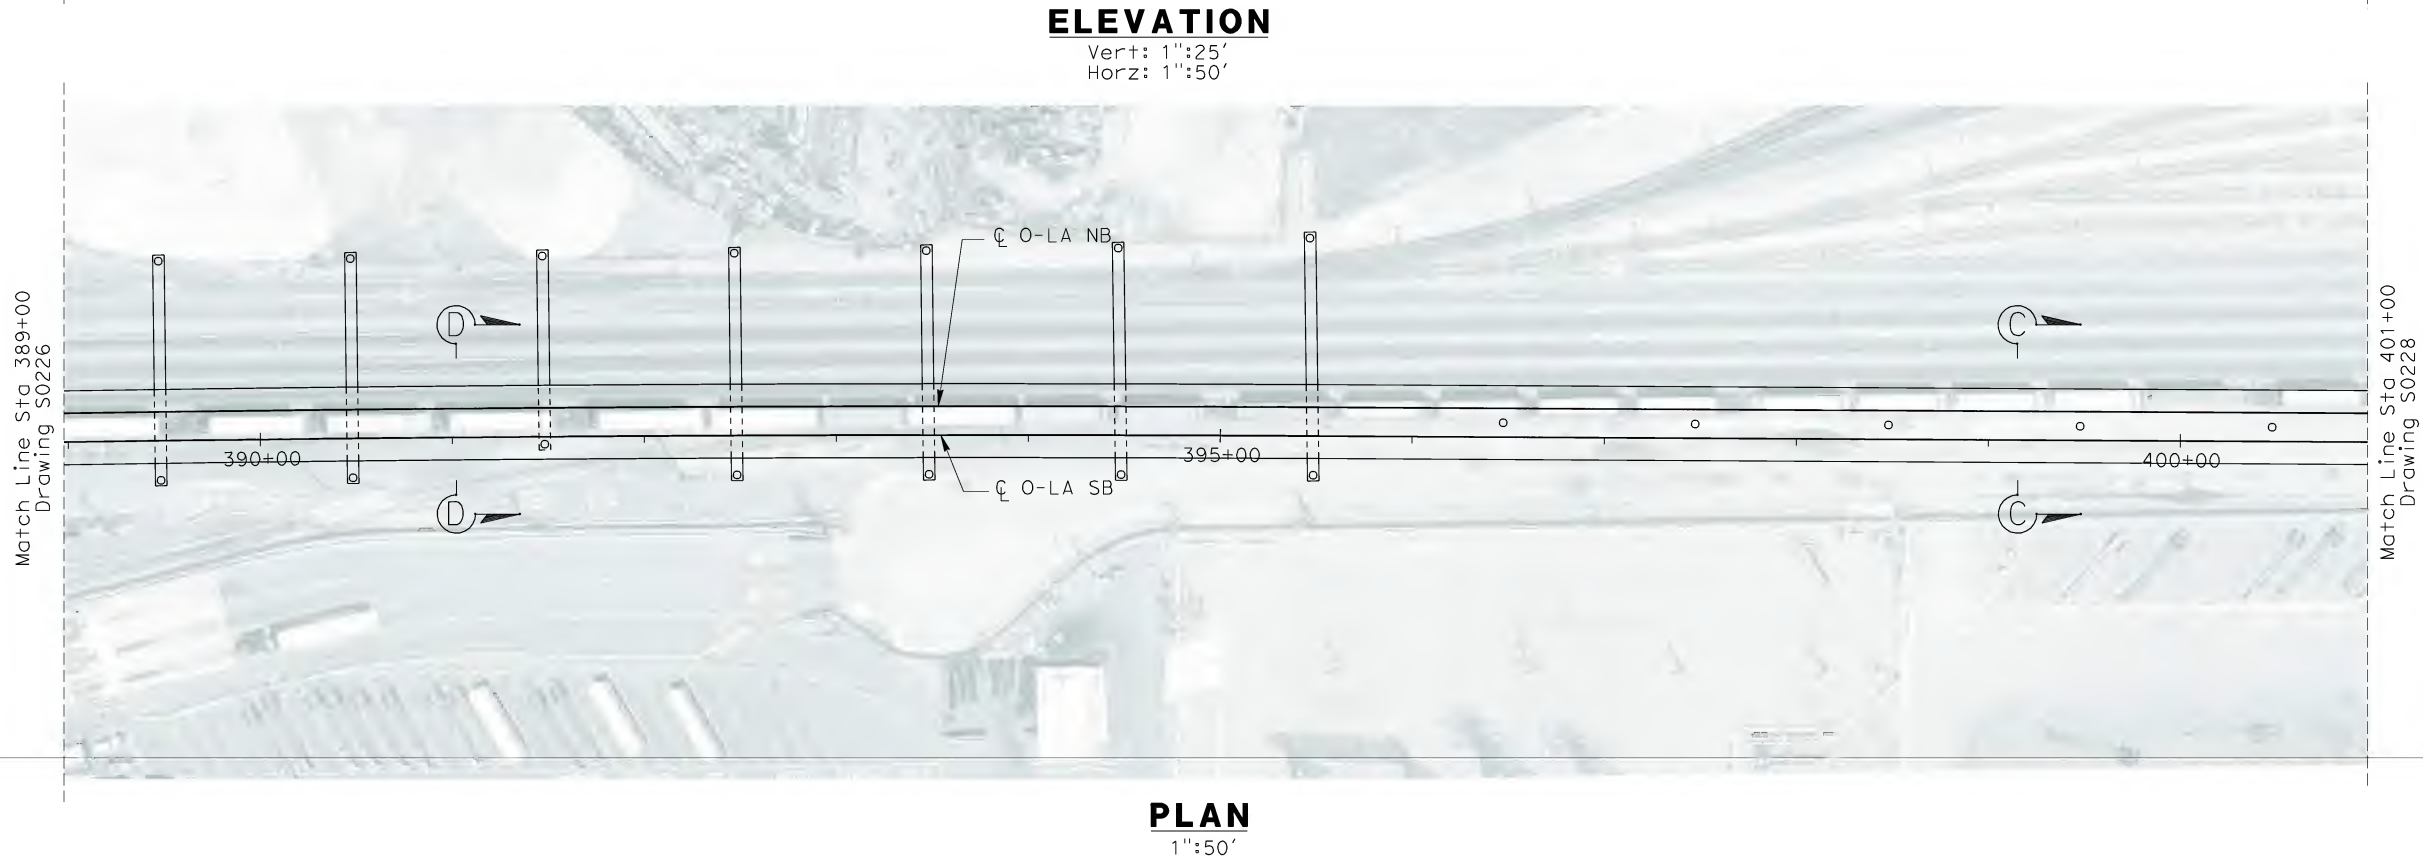 ELEVATION
Vert: 1":25'
Horz: 1":50'
Match Line Sta 389+00
Drawing S0226
℄ O-LA NB
D
C
390+00
395+00
400+00
℄ O-LA SB
D
C
Match Line Sta 401+00
Drawing S0228
PLAN
1":50'